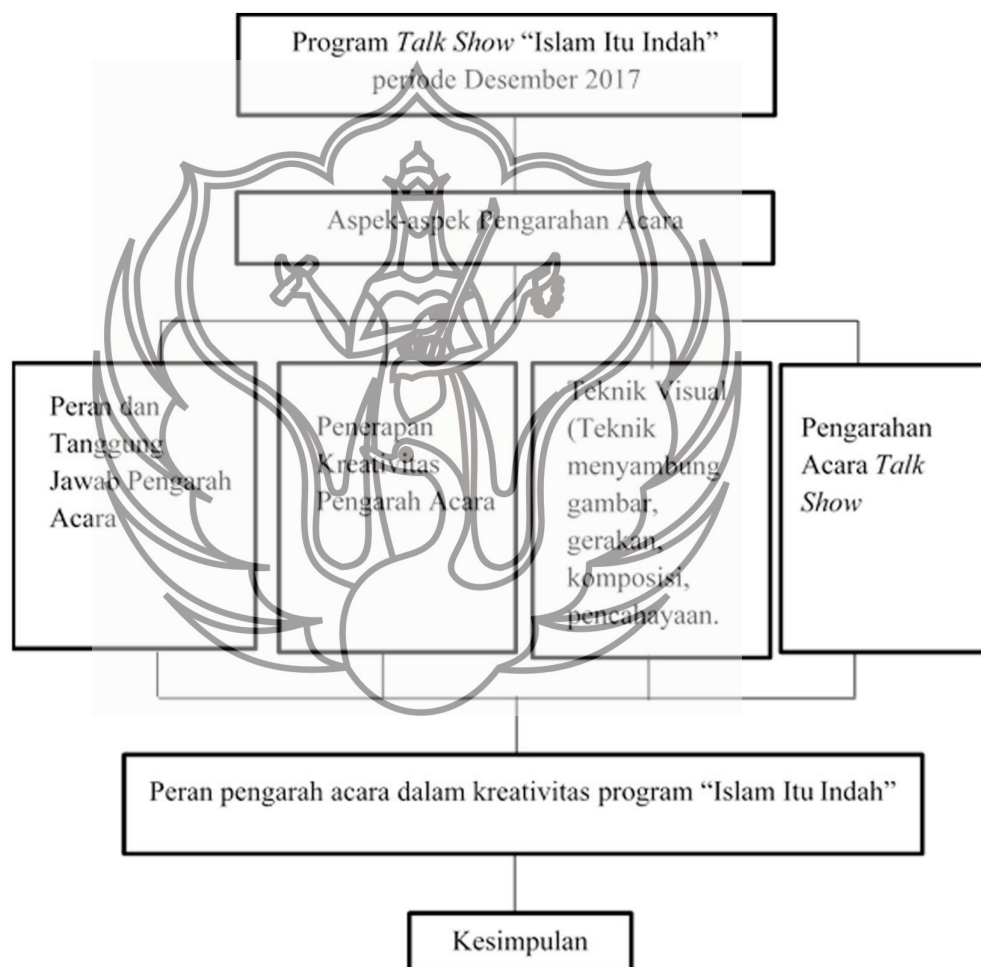 Program Talk Show “Islam Itu Indah”
periode Desember 2017
Aspek-aspek Pengarahan Acara
Peran dan
Tanggung
Jawab Pengarah
Acara
Penerapan
Kreativitas
Pengarah Acara
Teknik Visual
(Teknik
menyambung
gambar,
gerakan,
komposisi,
pencahayaan.
Pengarahan
Acara Talk
Show
Peran pengarah acara dalam kreativitas program “Islam Itu Indah”
Kesimpulan